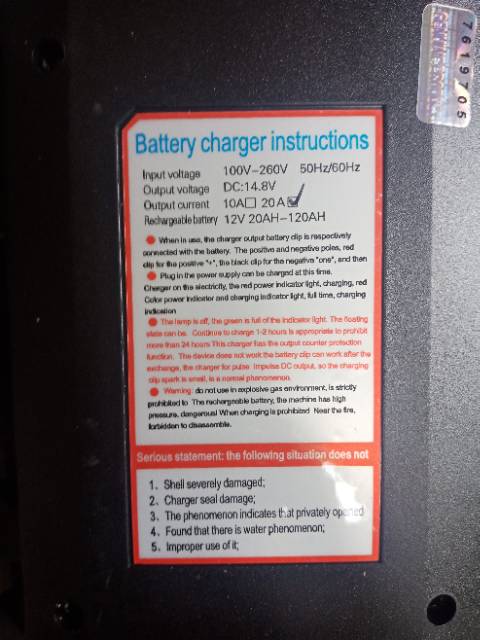 7619705
Battery charger instructions
Input voltage 100V-260V 50Hz/60Hz
Output voltage DC:14.8V
Output current 10A☐ 20A☑
Rechargeable battery 12V 20AH-120AH
● When in use, the charger output battery clip is respectively
connected with the battery. The positive and negative poles, red
clip for the positive "+", the black clip for the negative "one", and then
● Plug in the power supply can be charged at this time.
Charger on the electricity, the red power indicator light, charging, red
Color power indicator and charging indicator light, full time, charging
indication
● The lamp is off, the green is full of the indicator light. The floating
state can be. Continue to charge 1-2 hours is appropriate to prohibit
more than 24 hours This charger has the output counter protection
function. The device does not work the battery clip can work after the
exchange, the charger for pulse Impulse DC output, so the charging
clip spark is small, is a normal phenomenon.
● Warning: do not use in explosive gas environment, is strictly
prohibited to The rechargeable battery, the machine has high
pressure, dangerous! When charging is prohibited Near the fire,
forbidden to disassemble.
Serious statement: the following situation does not
1、Shell severely damaged;
2、Charger seal damage;
3、The phenomenon indicates that privately opened
4、Found that there is water phenomenon;
5、Improper use of it;